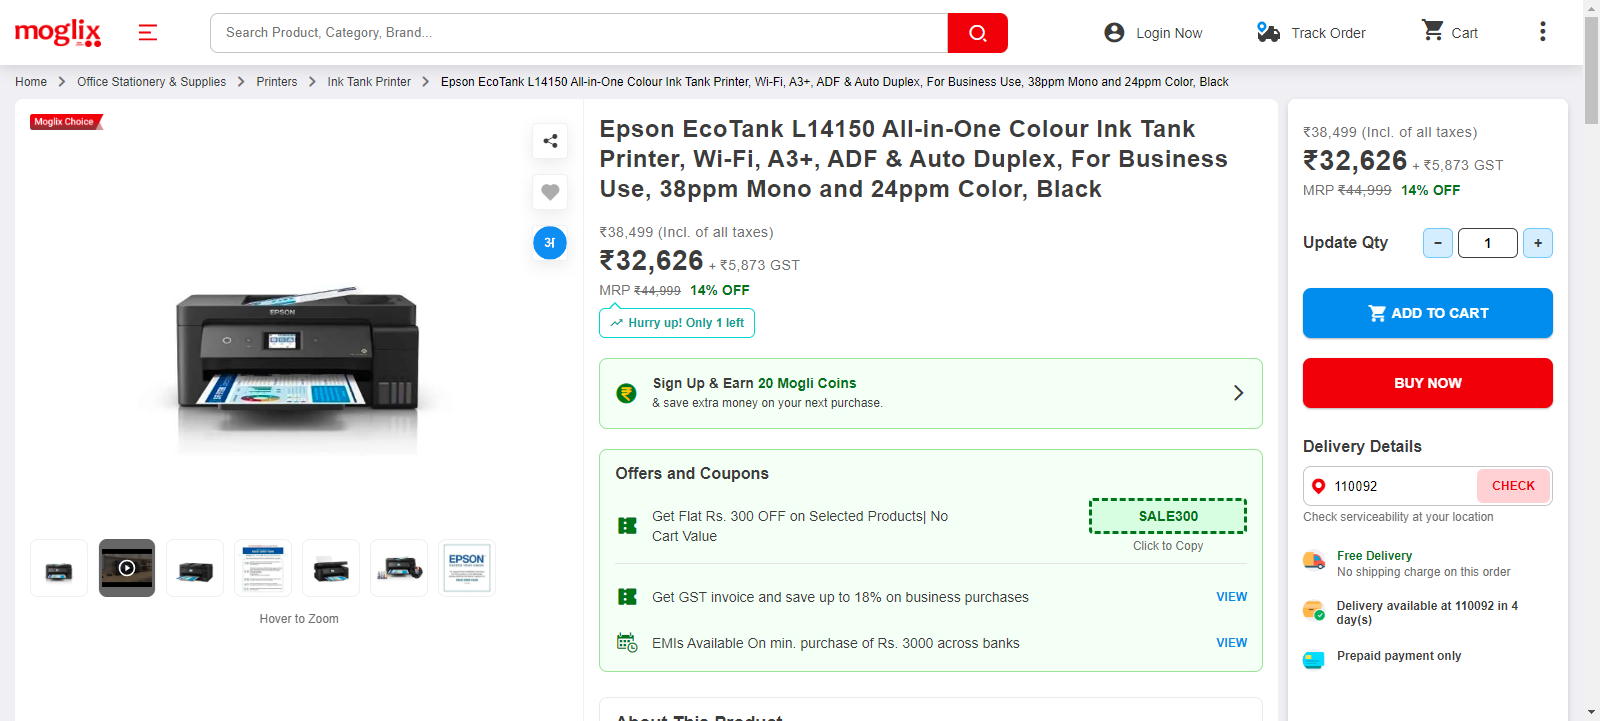 moglix
Search Product, Category, Brand...
Login Now
Track Order
Cart
Home
Office Stationery & Supplies
Printers
Ink Tank Printer
Epson EcoTank L14150 All-in-One Colour Ink Tank Printer, Wi-Fi, A3+, ADF & Auto Duplex, For Business Use, 38ppm Mono and 24ppm Color, Black
Moglix Choice
अ
EPSON
EPSON
Hover to Zoom
Epson EcoTank L14150 All-in-One Colour Ink Tank
Printer, Wi-Fi, A3+, ADF & Auto Duplex, For Business
Use, 38ppm Mono and 24ppm Color, Black
₹38,499 (Incl. of all taxes)
₹32,626 + ₹5,873 GST
MRP ₹44,999 14% OFF
Hurry up! Only 1 left
Sign Up & Earn 20 Mogli Coins
& save extra money on your next purchase.
Offers and Coupons
Get Flat Rs. 300 OFF on Selected Products| No
Cart Value
SALE300
Click to Copy
Get GST invoice and save up to 18% on business purchases
VIEW
EMIs Available On min. purchase of Rs. 3000 across banks
VIEW
About This Product
₹38,499 (Incl. of all taxes)
₹32,626 + ₹5,873 GST
MRP ₹44,999 14% OFF
Update Qty
− 1 +
ADD TO CART
BUY NOW
Delivery Details
110092
CHECK
Check serviceability at your location
Free Delivery
No shipping charge on this order
Delivery available at 110092 in 4
day(s)
Prepaid payment only